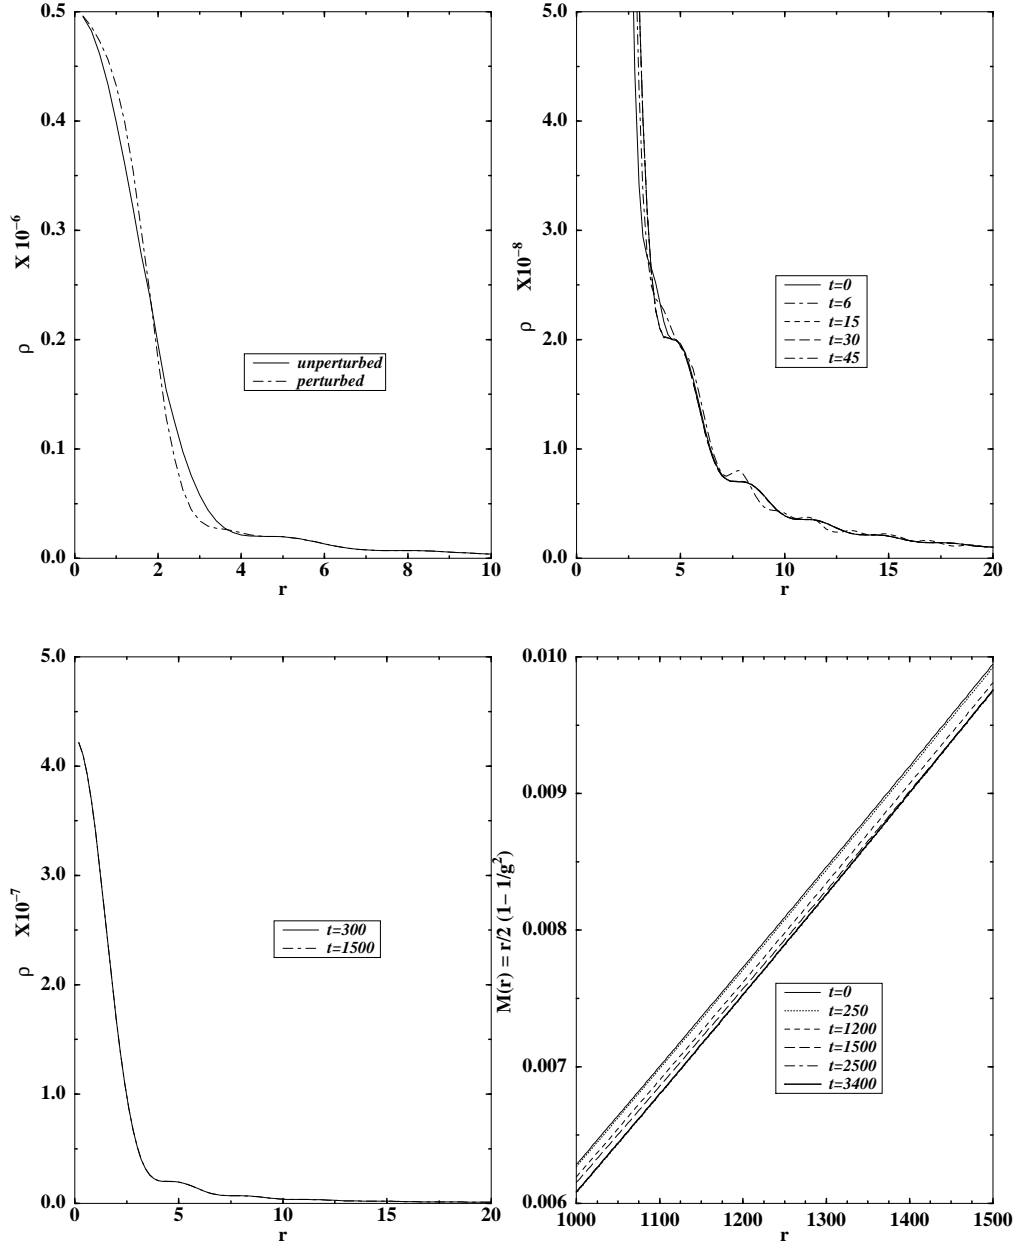 0.5
0.4
0.3
0.2
0.1
0.0
ρ X 10⁻⁶
0 2 4 6 8 10
r
unperturbed
perturbed
5.0
4.0
3.0
2.0
1.0
0.0
ρ X10⁻⁸
0 5 10 15 20
r
t=0
t=6
t=15
t=30
t=45
5.0
4.0
3.0
2.0
1.0
0.0
ρ X10⁻⁷
0 5 10 15 20
r
t=300
t=1500
0.010
0.009
0.008
0.007
0.006
M(r) = r/2 (1– 1/g²)
1000 1100 1200 1300 1400 1500
r
t=0
t=250
t=1200
t=1500
t=2500
t=3400